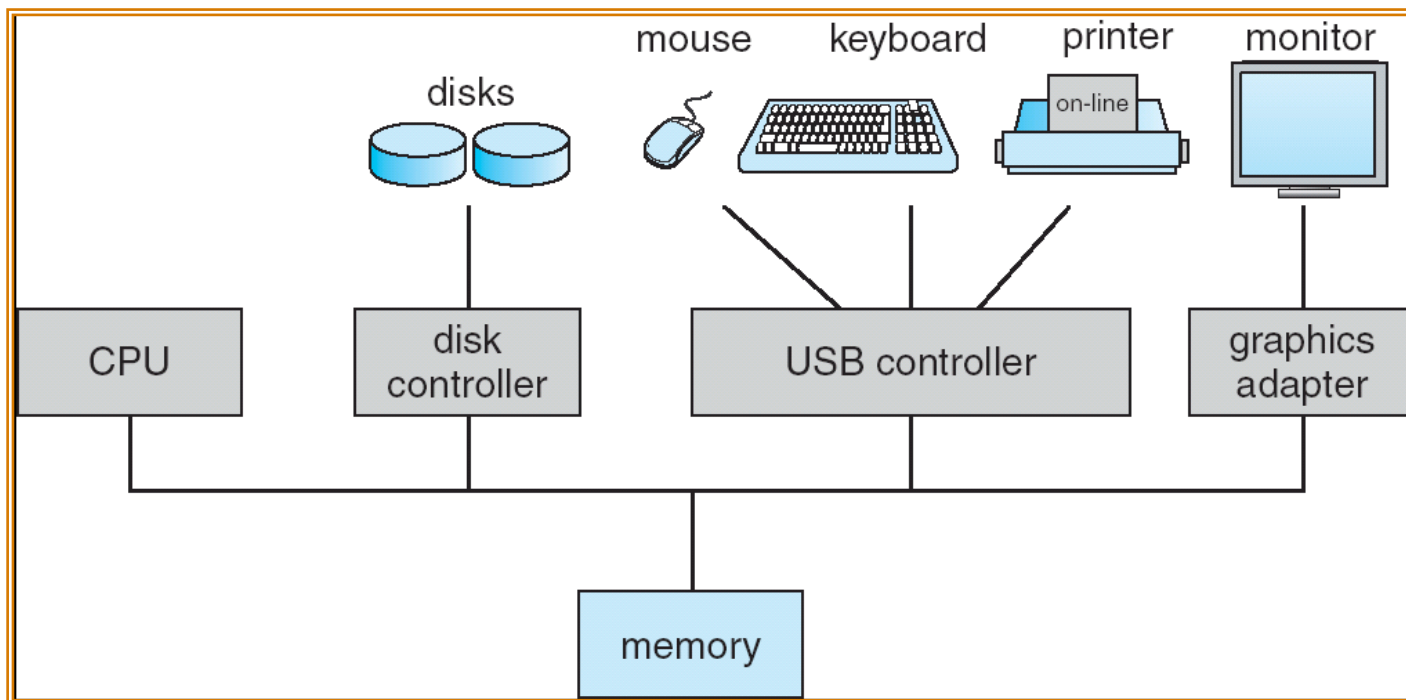 mouse
keyboard
printer
monitor
disks
on-line
CPU
disk
controller
USB controller
graphics
adapter
memory